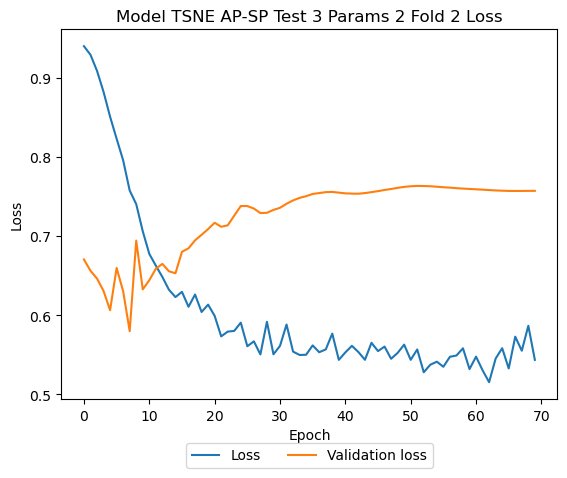 Model TSNE AP-SP Test 3 Params 2 Fold 2 Loss
0.9
0.8
0.7
0.6
0.5
Loss
0 10 20 30 40 50 60 70
Epoch
Loss Validation loss